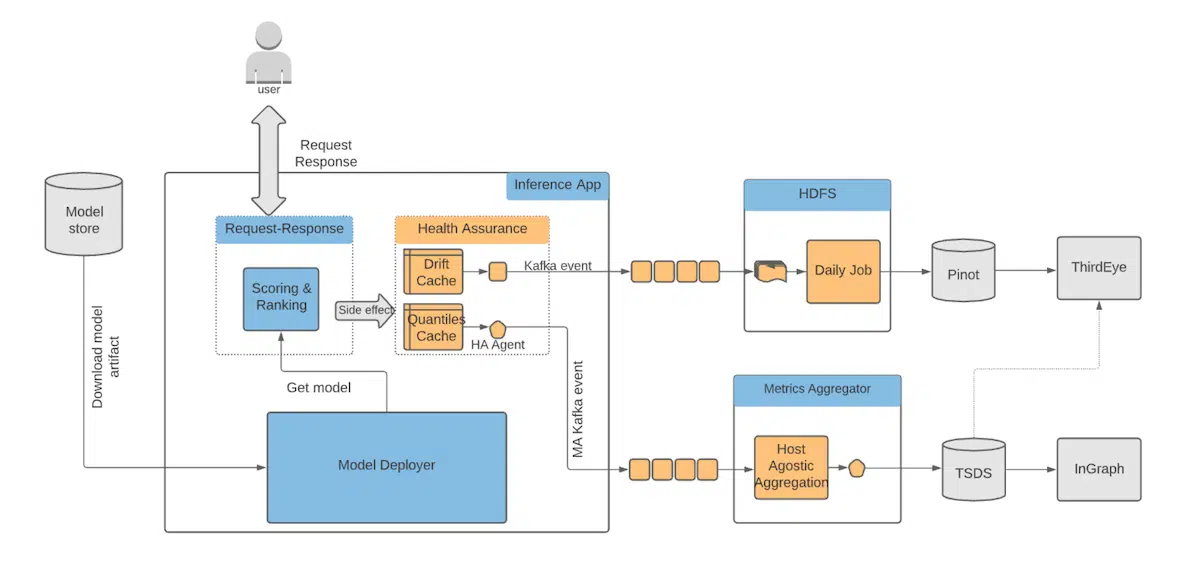 user
Request
Response
Inference App
HDFS
Model
store
Request-Response
Health Assurance
Drift
Cache
Kafka event
Daily Job
Pinot
ThirdEye
Scoring &
Ranking
Side effect
Quantiles
Cache
HA Agent
Download model
artifact
Get model
MA Kafka event
Metrics Aggregator
Model Deployer
Host
Agostic
Aggregation
TSDS
InGraph